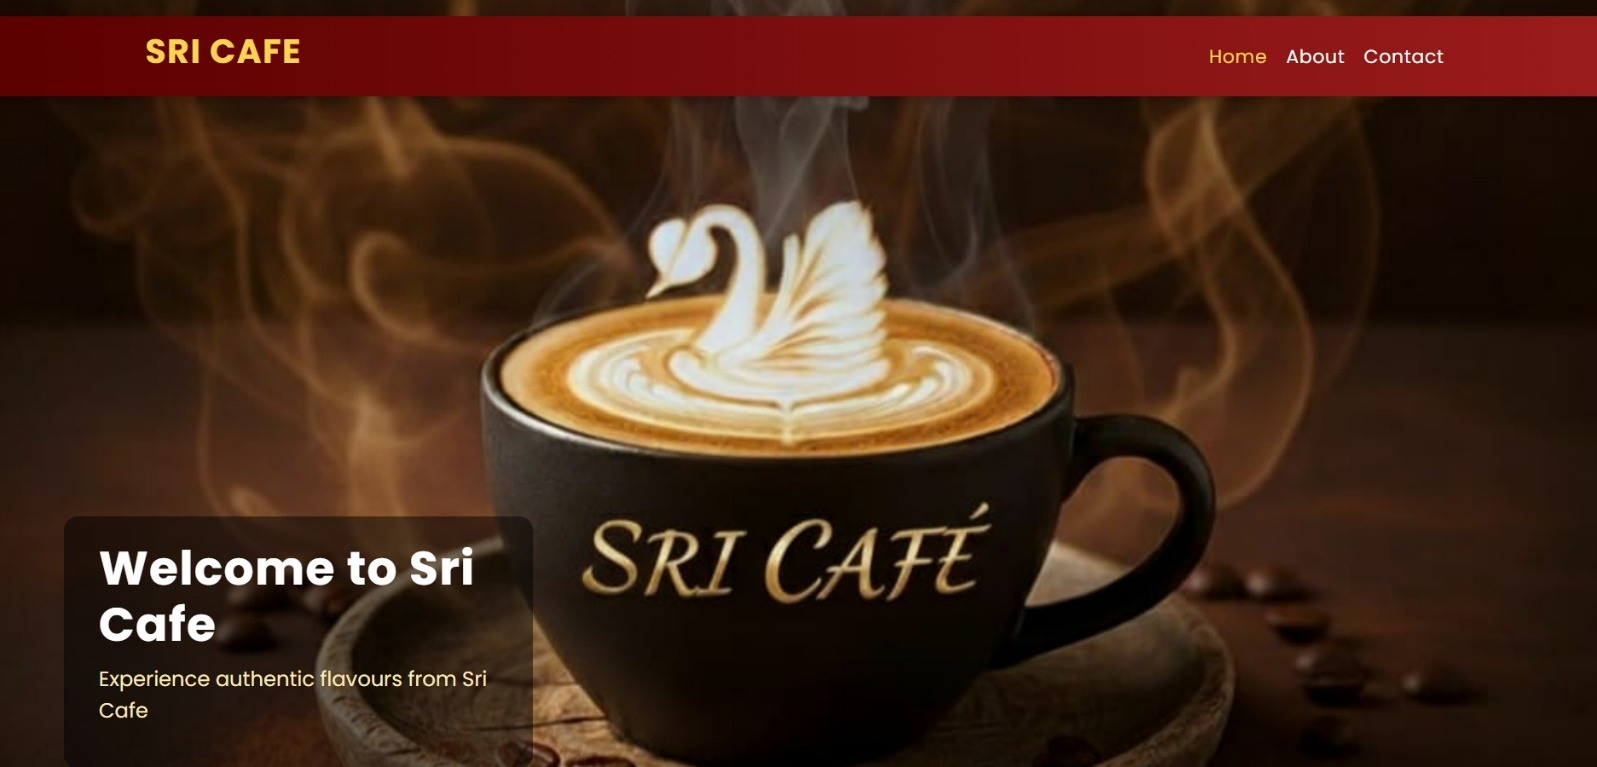 SRI CAFE
Home About Contact
SRI CAFÉ
Welcome to Sri
Cafe
Experience authentic flavours from Sri
Cafe